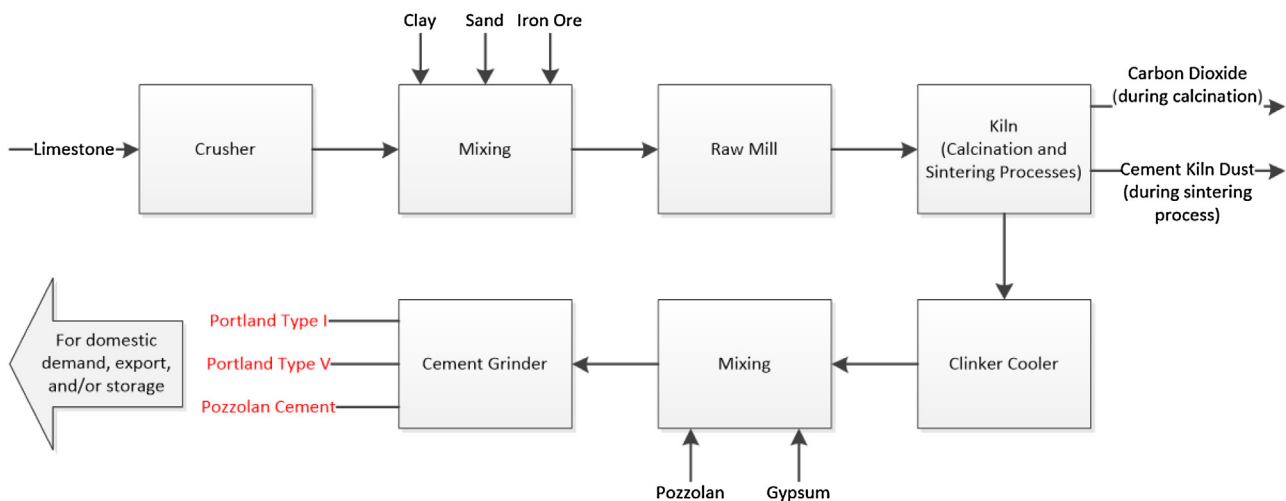 Clay
Sand
Iron Ore
Limestone
Crusher
Mixing
Raw Mill
Kiln
(Calcination and
Sintering Processes)
Carbon Dioxide
(during calcination)
Cement Kiln Dust
(during sintering
process)
For domestic
demand, export,
and/or storage
Portland Type I
Portland Type V
Pozzolan Cement
Cement Grinder
Mixing
Clinker Cooler
Pozzolan
Gypsum